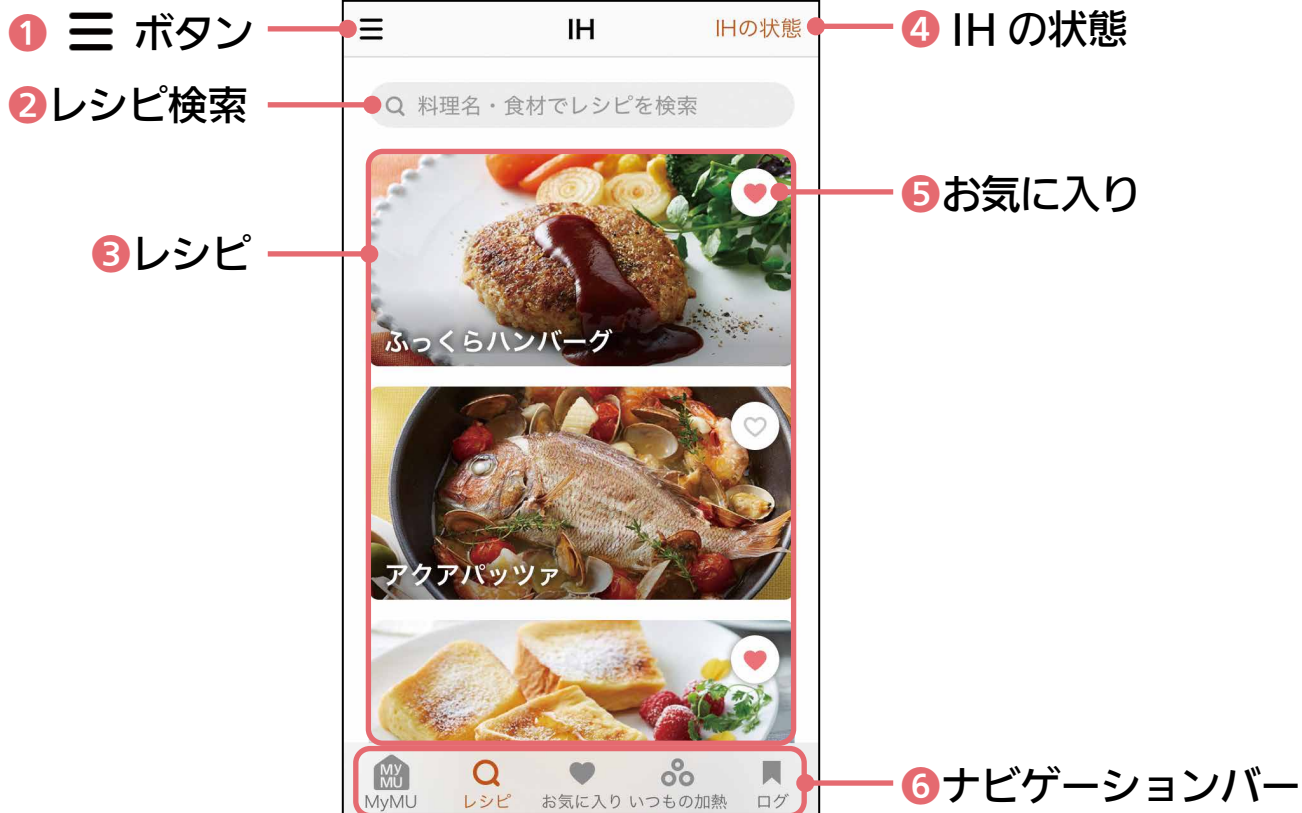 ❶ ☰ ボタン
❷レシピ検索
❸レシピ
IH
IHの状態
料理名・食材でレシピを検索
ふっくらハンバーグ
アクアパッツァ
My
MU
MyMU
レシピ
お気に入り
いつもの加熱
ログ
❹ IH の状態
❺お気に入り
❻ナビゲーションバー